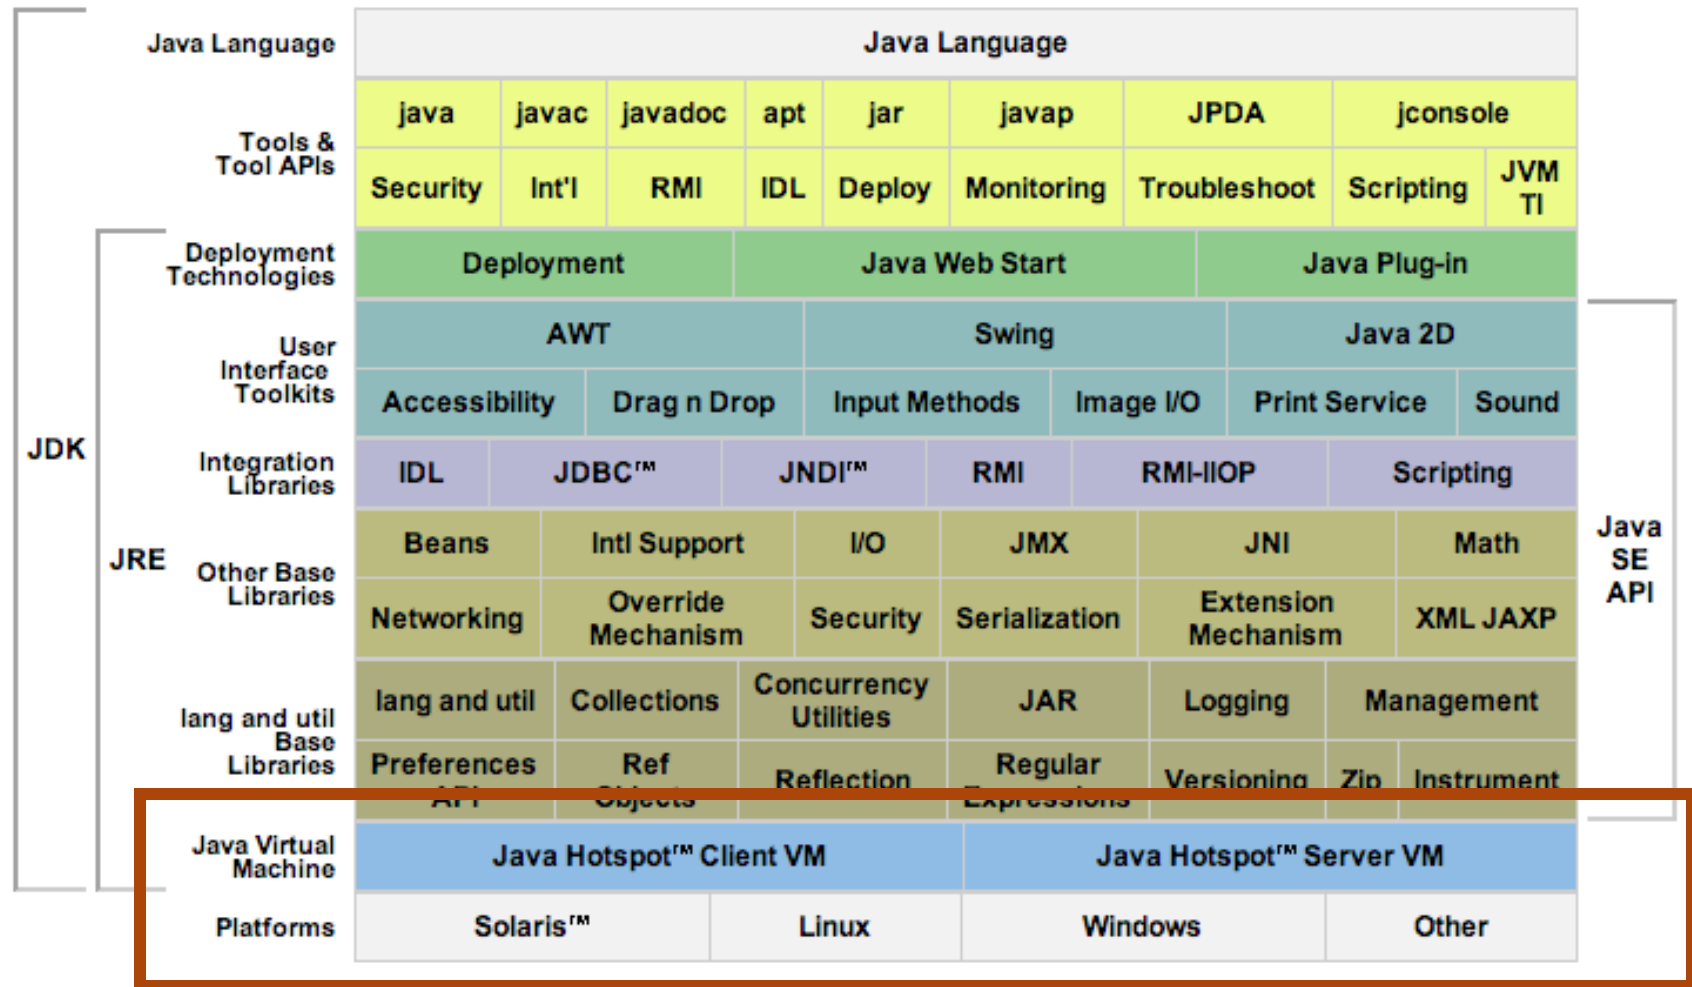 Java Language
Java Language
Tools &
Tool APIs
java javac javadoc apt jar javap JPDA jconsole
Security Int'l RMI IDL Deploy Monitoring Troubleshoot Scripting JVM
TI
Deployment
Technologies
Deployment Java Web Start Java Plug-in
User
Interface
Toolkits
AWT Swing Java 2D
Accessibility Drag n Drop Input Methods Image I/O Print Service Sound
JDK
Integration
Libraries
IDL JDBC™ JNDI™ RMI RMI-IIOP Scripting
JRE
Other Base
Libraries
Beans Intl Support I/O JMX JNI Math
Networking Override
Mechanism Security Serialization Extension
Mechanism XML JAXP
Java
SE
API
lang and util
Base
Libraries
lang and util Collections Concurrency
Utilities JAR Logging Management
Preferences
API Ref
Objects Reflection Regular
Expressions Versioning Zip Instrument
Java Virtual
Machine
Java Hotspot™ Client VM Java Hotspot™ Server VM
Platforms
Solaris™ Linux Windows Other